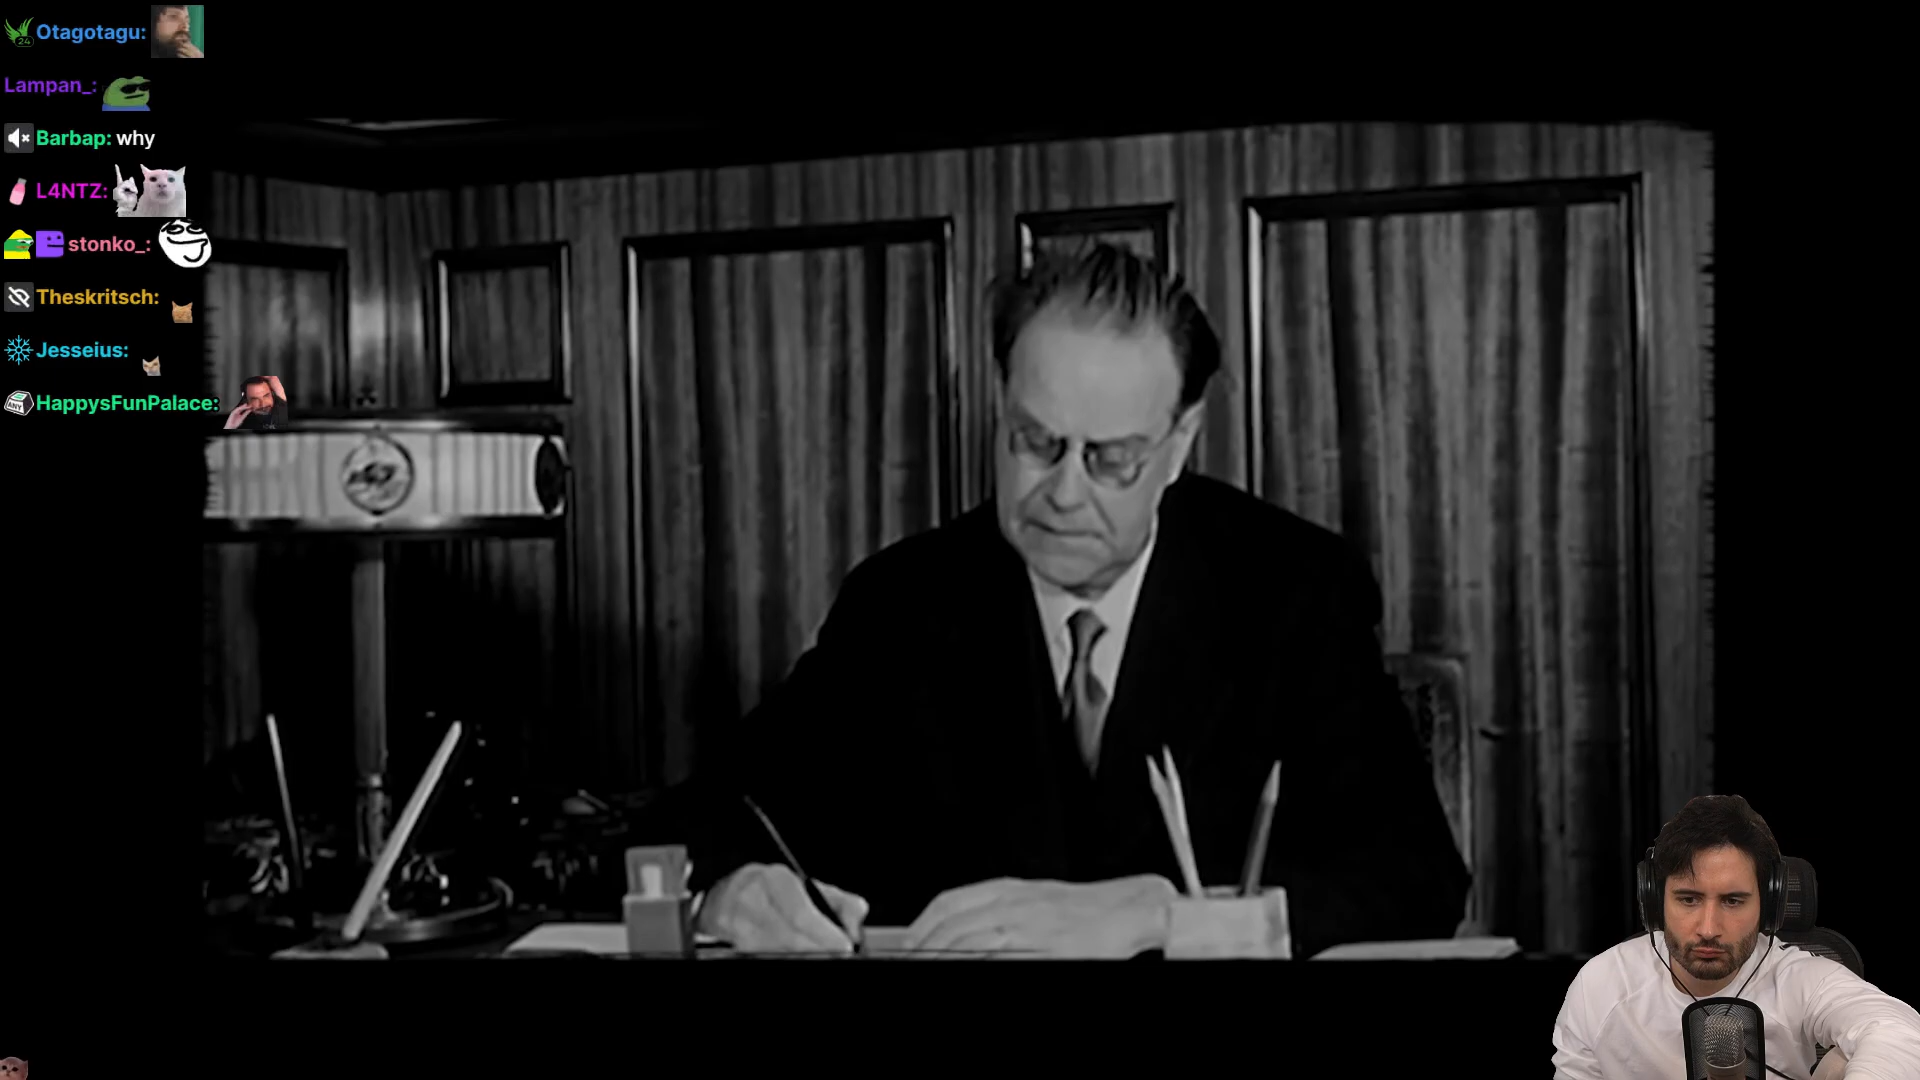 Otagotagu:
Lampan_:
Barbap: why
L4NTZ:
stonko_:
Theskritsch:
Jesseius:
HappysFunPalace: